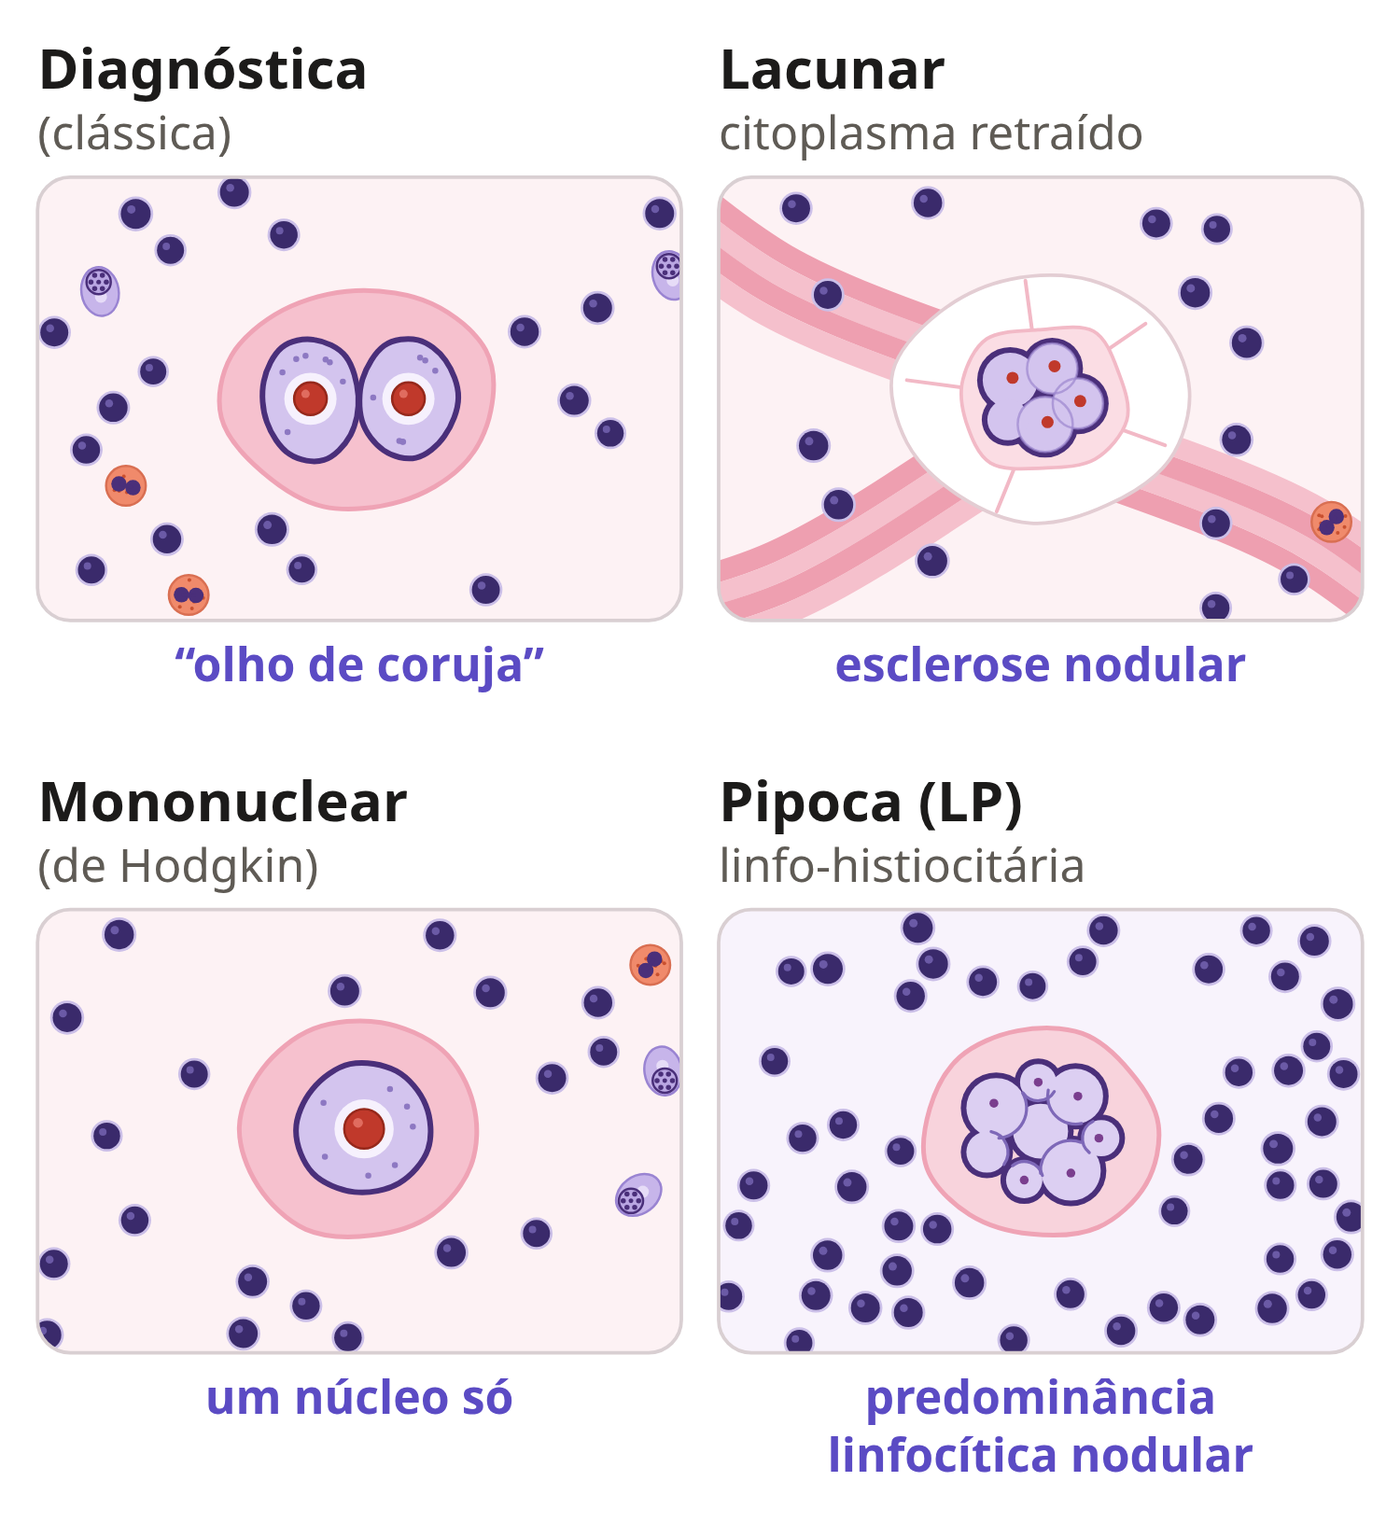 Diagnóstica
(clássica)
“olho de coruja”
Lacunar
citoplasma retraído
esclerose nodular
Mononuclear
(de Hodgkin)
um núcleo só
Pipoca (LP)
linfo-histiocitária
predominância
linfocítica nodular